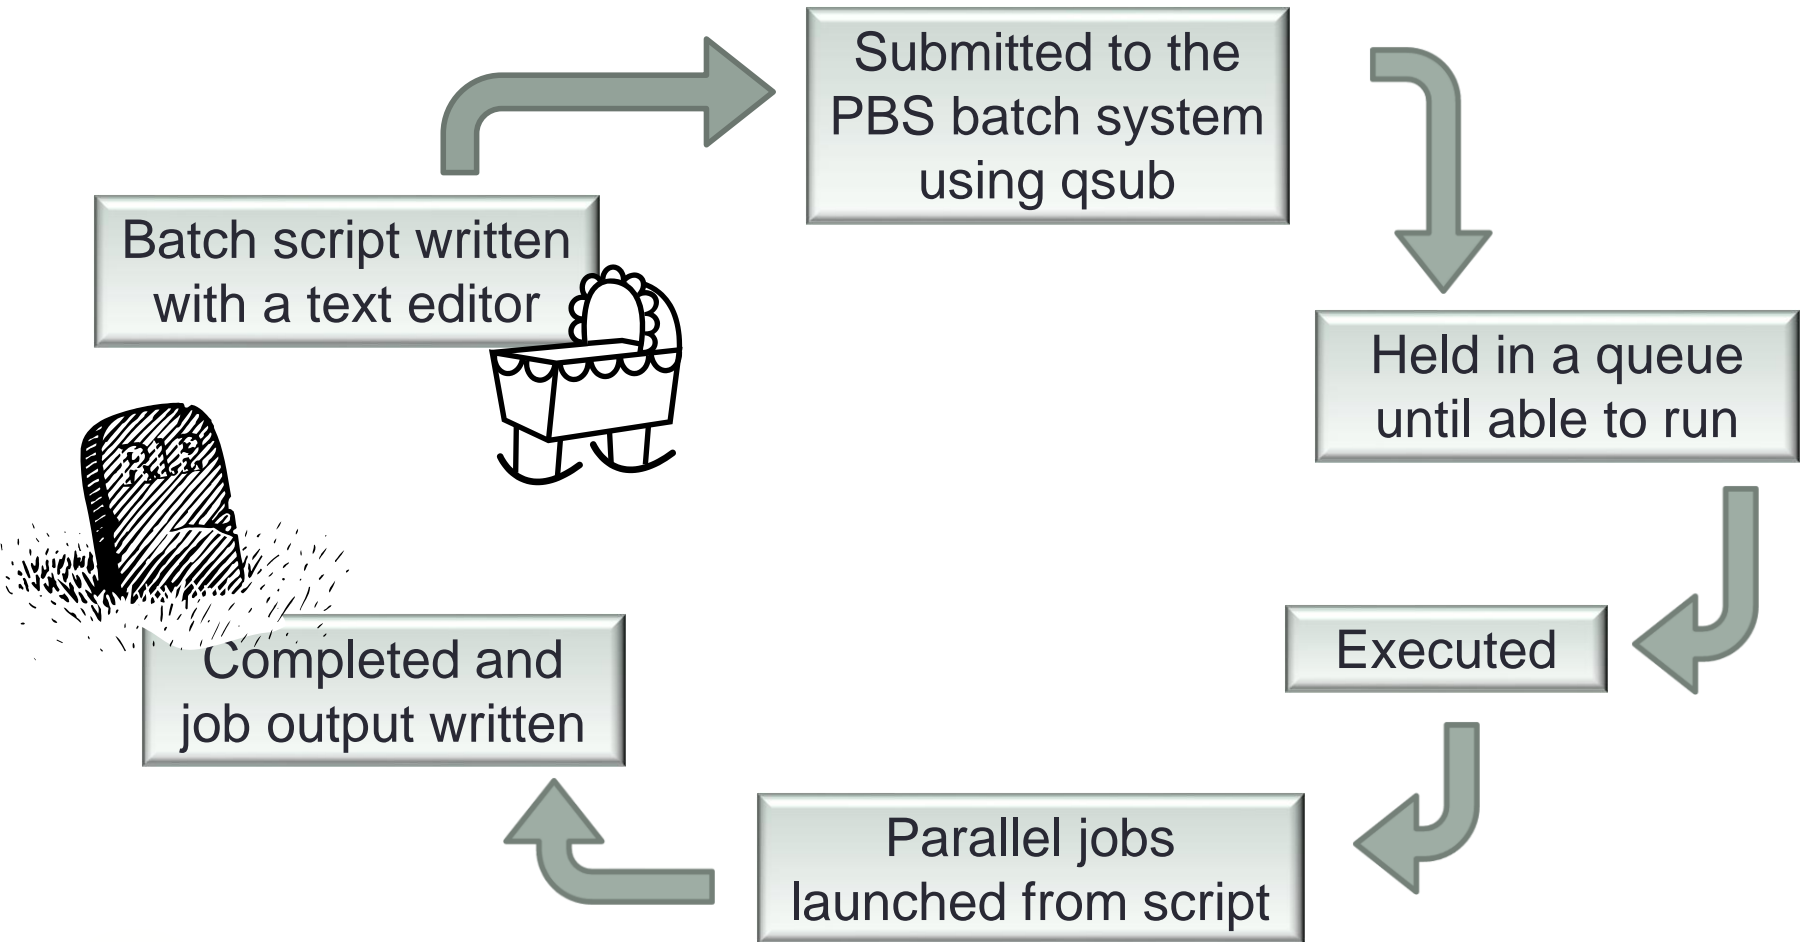 Batch script written
with a text editor
Submitted to the
PBS batch system
using qsub
Held in a queue
until able to run
Executed
Parallel jobs
launched from script
Completed and
job output written
RIP